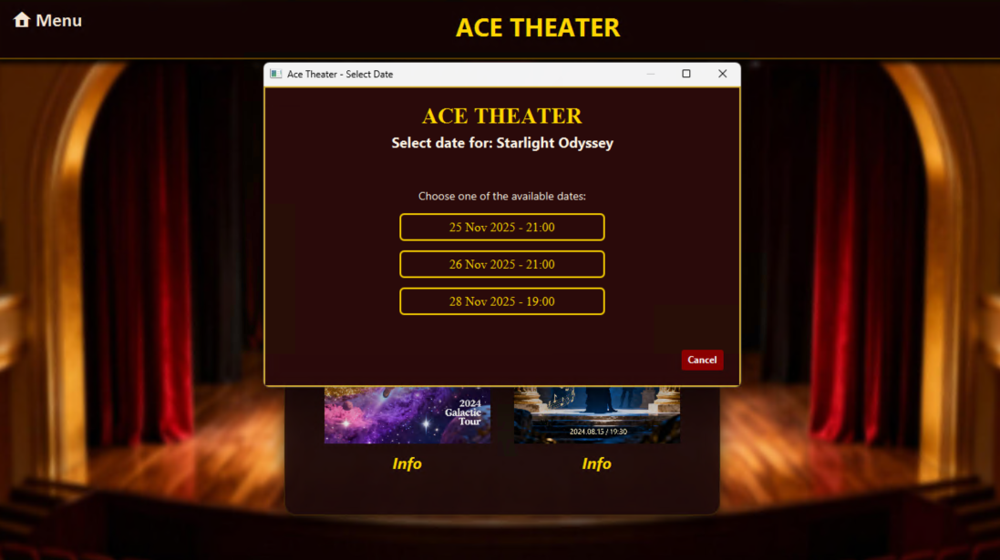 Menu
ACE THEATER
Ace Theater - Select Date
ACE THEATER
Select date for: Starlight Odyssey
Choose one of the available dates:
25 Nov 2025 - 21:00
26 Nov 2025 - 21:00
28 Nov 2025 - 19:00
Cancel
2024
Galactic
Tour
2024.08.15 / 19:30
Info
Info